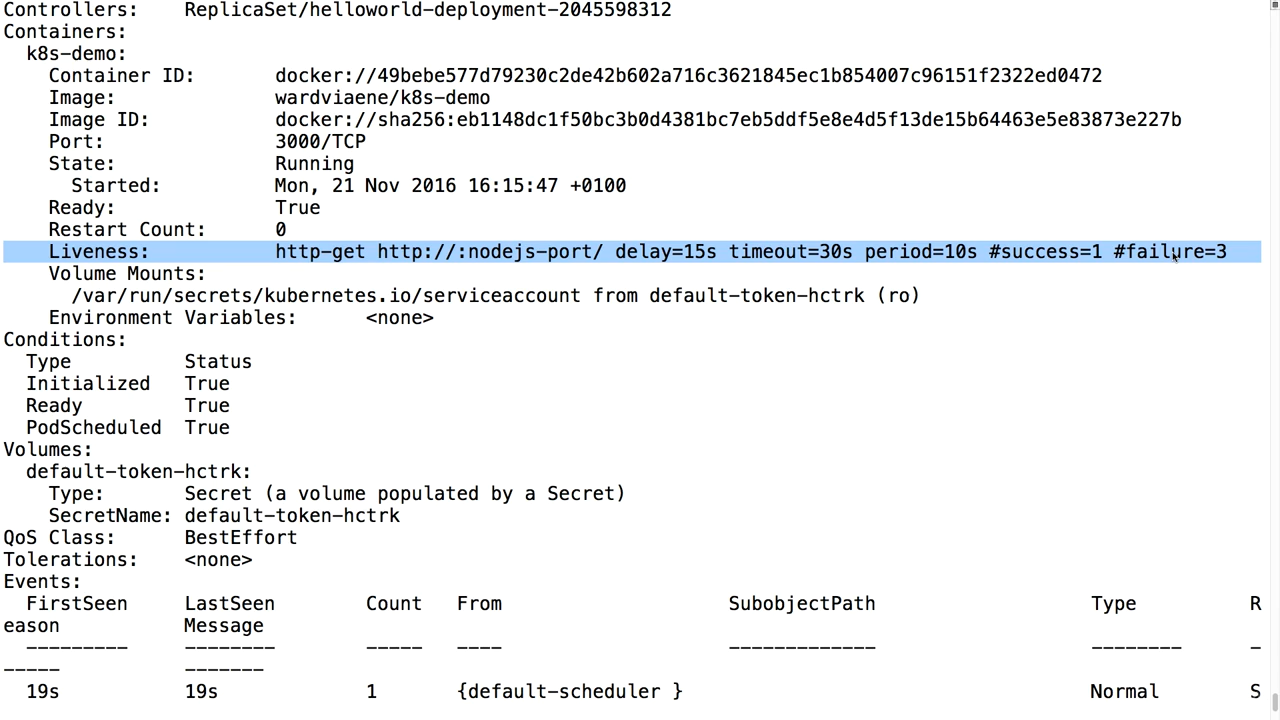 Controllers: ReplicaSet/helloworld-deployment-2045598312
Containers:
k8s-demo:
Container ID: docker://49bebe577d79230c2de42b602a716c3621845ec1b854007c96151f2322ed0472
Image: wardviaene/k8s-demo
Image ID: docker://sha256:eb1148dc1f50bc3b0d4381bc7eb5ddf5e8e4d5f13de15b64463e5e83873e227b
Port: 3000/TCP
State: Running
Started: Mon, 21 Nov 2016 16:15:47 +0100
Ready: True
Restart Count: 0
Liveness: http-get http://:nodejs-port/ delay=15s timeout=30s period=10s #success=1 #failure=3
Volume Mounts:
/var/run/secrets/kubernetes.io/serviceaccount from default-token-hctrk (ro)
Environment Variables: <none>
Conditions:
Type Status
Initialized True
Ready True
PodScheduled True
Volumes:
default-token-hctrk:
Type: Secret (a volume populated by a Secret)
SecretName: default-token-hctrk
QoS Class: BestEffort
Tolerations: <none>
Events:
FirstSeen LastSeen Count From SubobjectPath Type R
eason Message
--------- -------- ----- ---- ------------- -------- -
----- -------
19s 19s 1 {default-scheduler } Normal S